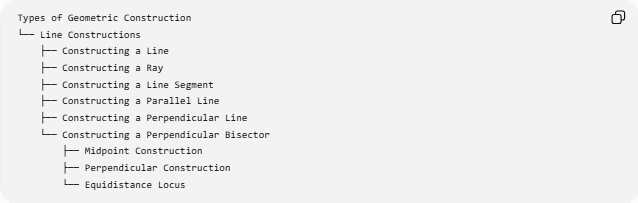 Types of Geometric Construction
└── Line Constructions
    ├── Constructing a Line
    ├── Constructing a Ray
    ├── Constructing a Line Segment
    ├── Constructing a Parallel Line
    ├── Constructing a Perpendicular Line
    └── Constructing a Perpendicular Bisector
        ├── Midpoint Construction
        ├── Perpendicular Construction
        └── Equidistance Locus